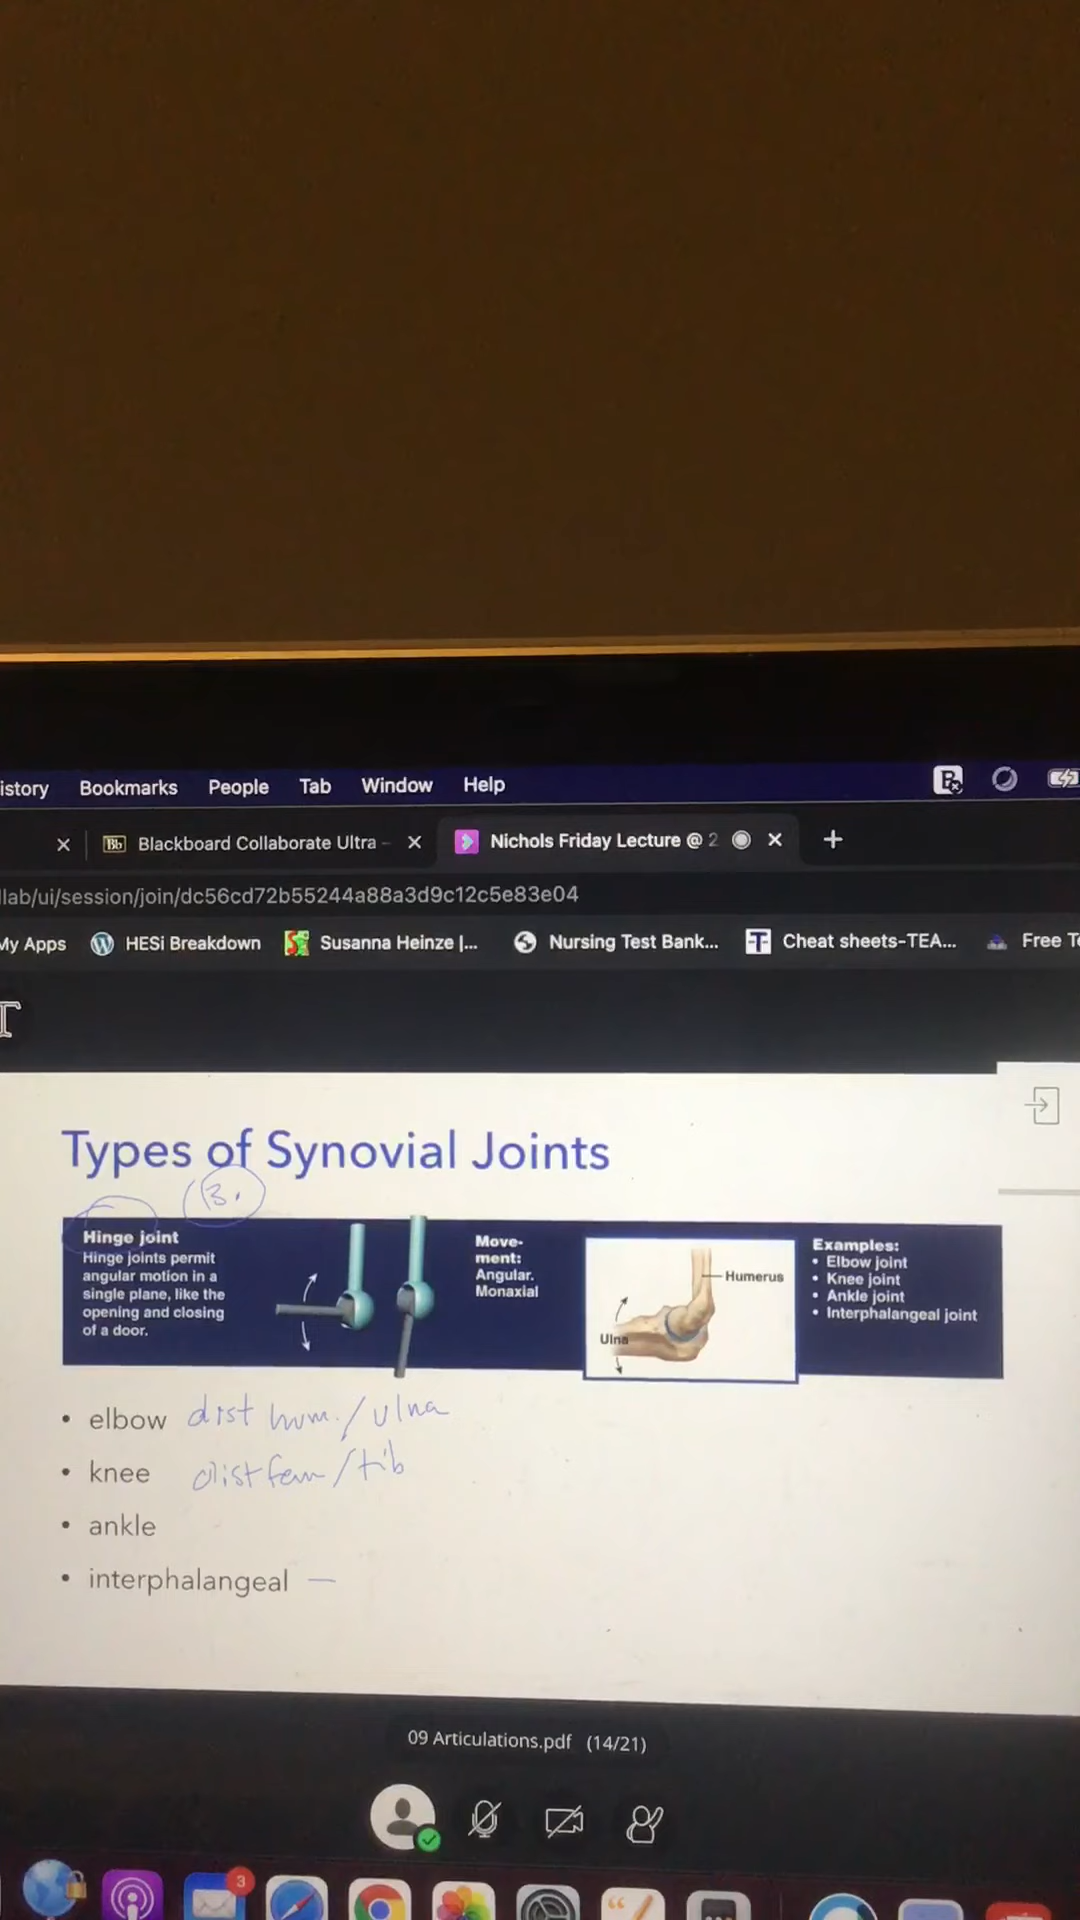 istory Bookmarks People Tab Window Help
Bb Blackboard Collaborate Ultra - Nichols Friday Lecture @ 2
llab/ui/session/join/dc56cd72b55244a88a3d9c12c5e83e04
My Apps HESi Breakdown Susanna Heinze |... Nursing Test Bank... T Cheat sheets-TEA... Free Te
T
Types of Synovial Joints
3.
Hinge joint
Hinge joints permit
angular motion in a
single plane, like the
opening and closing
of a door.
Move-
ment:
Angular.
Monaxial
Humerus
Ulna
Examples:
• Elbow joint
• Knee joint
• Ankle joint
• Interphalangeal joint
• elbow dist hum. / ulna
• knee dist fem / tib
• ankle
• interphalangeal —
09 Articulations.pdf (14/21)
3